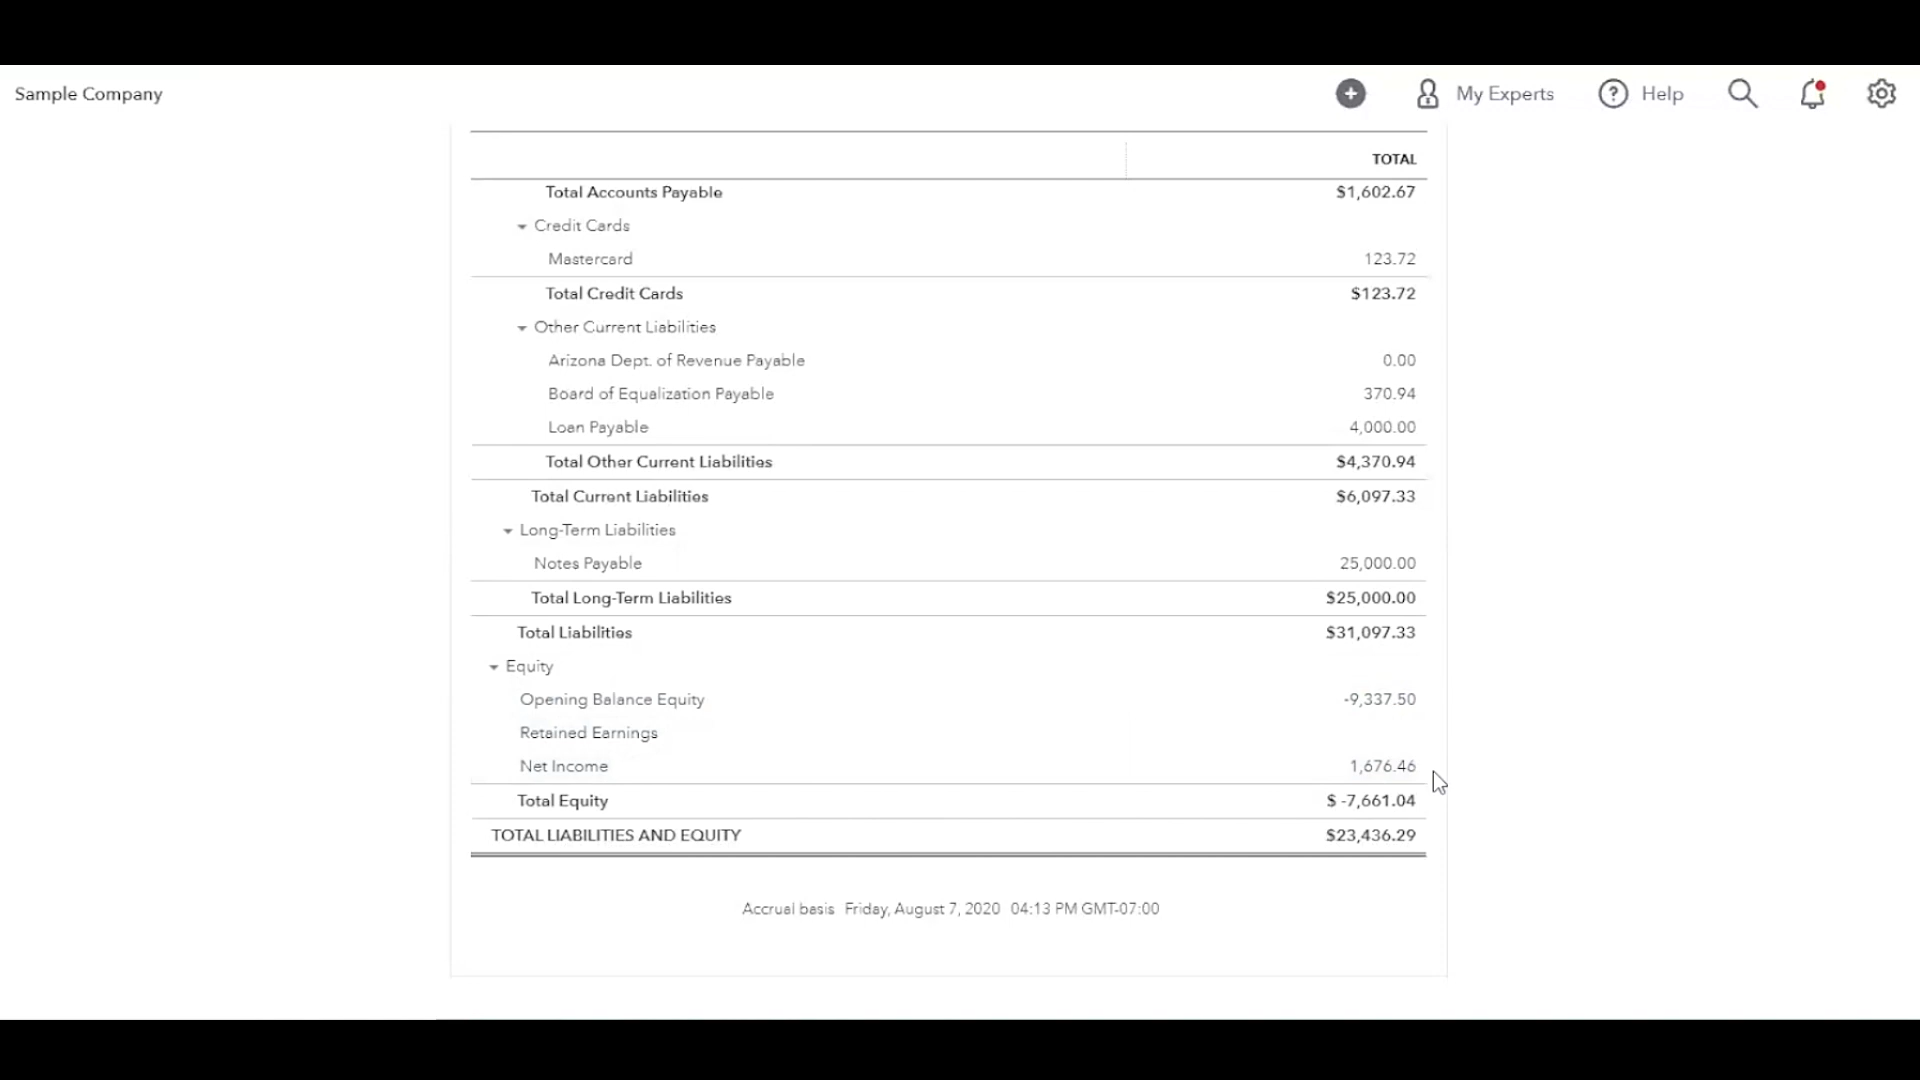 Sample Company My Experts Help
TOTAL
Total Accounts Payable $1,602.67
Credit Cards
Mastercard 123.72
Total Credit Cards $123.72
Other Current Liabilities
Arizona Dept. of Revenue Payable 0.00
Board of Equalization Payable 370.94
Loan Payable 4,000.00
Total Other Current Liabilities $4,370.94
Total Current Liabilities $6,097.33
Long-Term Liabilities
Notes Payable 25,000.00
Total Long-Term Liabilities $25,000.00
Total Liabilities $31,097.33
Equity
Opening Balance Equity -9,337.50
Retained Earnings
Net Income 1,676.46
Total Equity $ -7,661.04
TOTAL LIABILITIES AND EQUITY $23,436.29
Accrual basis Friday, August 7, 2020 04:13 PM GMT-07:00